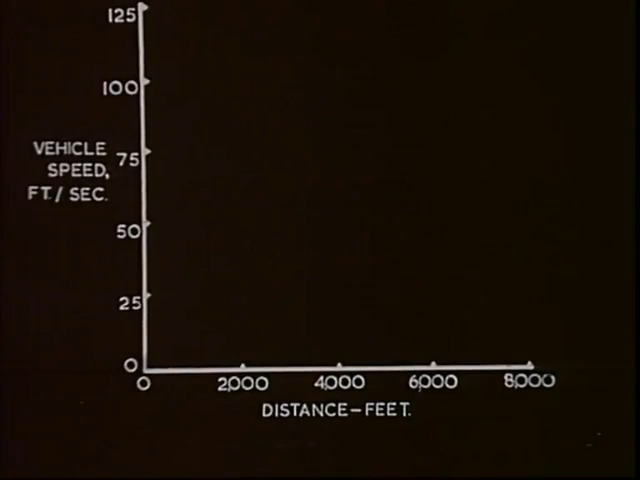 125
100
VEHICLE
SPEED,
FT./ SEC.
75
50
25
0
0 2,000 4,000 6,000 8,000
DISTANCE–FEET.